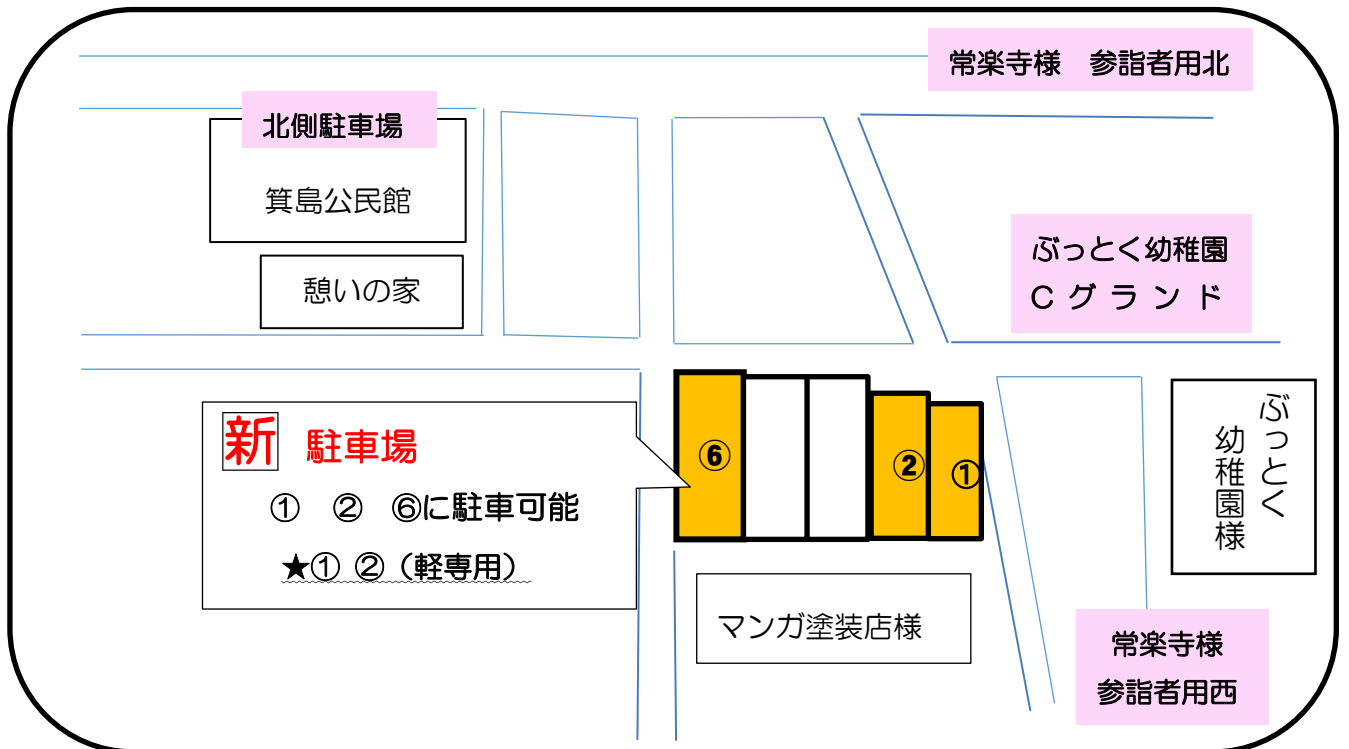 常楽寺様　参詣者用北
北側駐車場
箕島公民館
憩いの家
ぶっとく幼稚園
Ｃ グ ラ ン ド
新 駐車場
①　②　⑥に駐車可能
★① ②（軽専用）
⑥
②
①
ぶっとく
幼稚園様
マンガ塗装店様
常楽寺様
参詣者用西